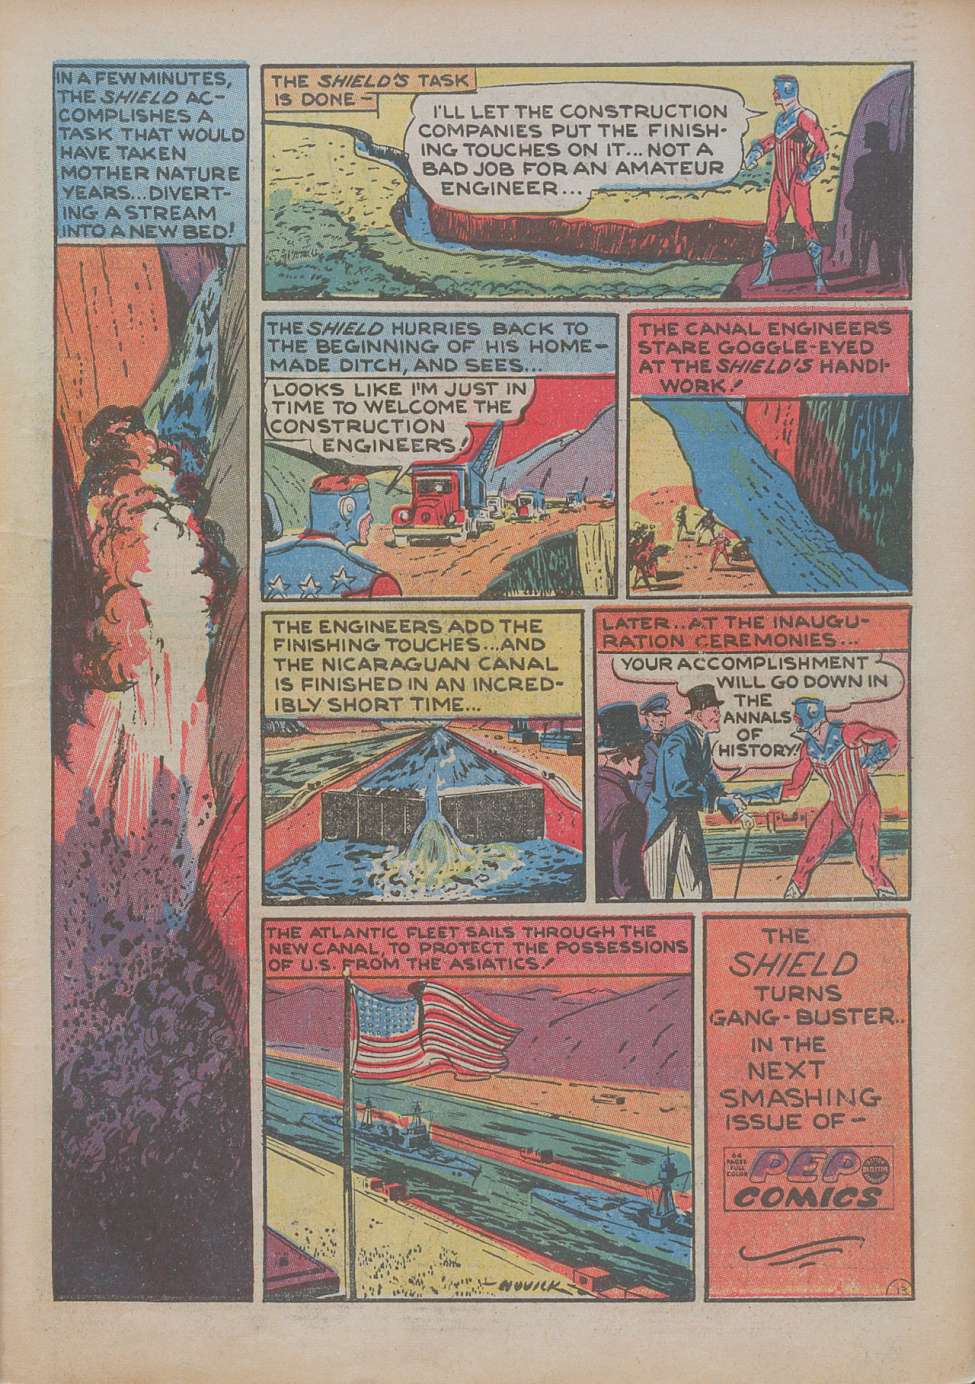 IN A FEW MINUTES,
THE SHIELD AC-
COMPLISHES A
TASK THAT WOULD
HAVE TAKEN
MOTHER NATURE
YEARS...DIVERT-
ING A STREAM
INTO A NEW BED!
THE SHIELD'S TASK
IS DONE-
I'LL LET THE CONSTRUCTION
COMPANIES PUT THE FINISH-
ING TOUCHES ON IT...NOT A
BAD JOB FOR AN AMATEUR
ENGINEER...
THE SHIELD HURRIES BACK TO
THE BEGINNING OF HIS HOME-
MADE DITCH, AND SEES...
LOOKS LIKE I'M JUST IN
TIME TO WELCOME THE
CONSTRUCTION
ENGINEERS!
THE CANAL ENGINEERS
STARE GOGGLE-EYED
AT THE SHIELD'S HANDI-
WORK!
THE ENGINEERS ADD THE
FINISHING TOUCHES...AND
THE NICARAGUAN CANAL
IS FINISHED IN AN INCRED-
IBLY SHORT TIME...
LATER..AT THE INAUGU-
RATION CEREMONIES...
YOUR ACCOMPLISHMENT
WILL GO DOWN IN
THE
ANNALS
OF
HISTORY!
THE ATLANTIC FLEET SAILS THROUGH THE
NEW CANAL, TO PROTECT THE POSSESSIONS
OF U.S. FROM THE ASIATICS!
-NOVICK-
THE
SHIELD
TURNS
GANG-BUSTER..
IN THE
NEXT
SMASHING
ISSUE OF-
64
PAGES
FULL
COLOR
PEP
COMICS
13